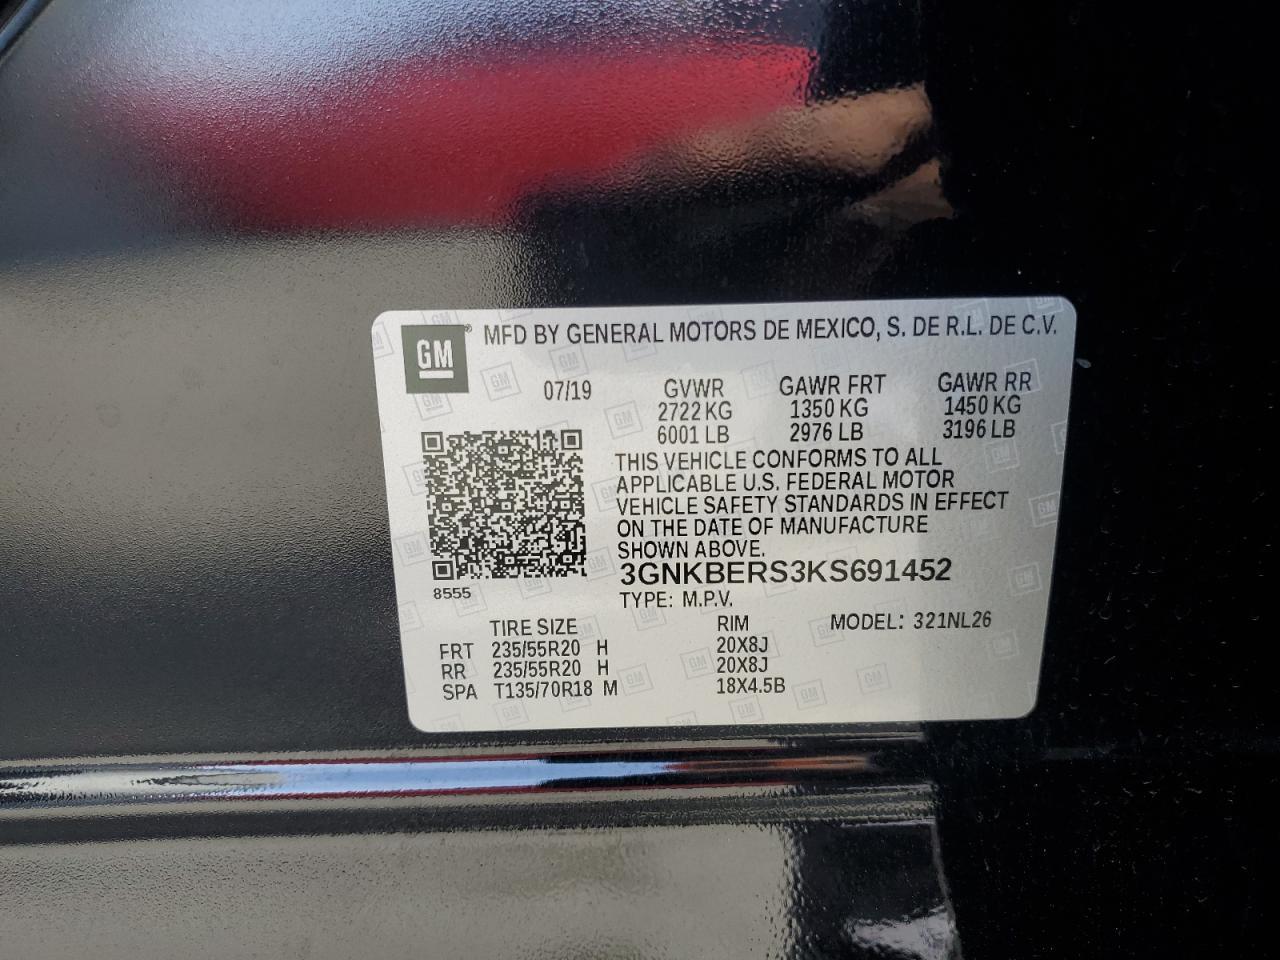 GM® MFD BY GENERAL MOTORS DE MEXICO, S. DE R.L. DE C.V.
07/19 GVWR GAWR FRT GAWR RR
2722 KG 1350 KG 1450 KG
6001 LB 2976 LB 3196 LB
THIS VEHICLE CONFORMS TO ALL
APPLICABLE U.S. FEDERAL MOTOR
VEHICLE SAFETY STANDARDS IN EFFECT
ON THE DATE OF MANUFACTURE
SHOWN ABOVE.
3GNKBERS3KS691452
8555
TYPE: M.P.V.
TIRE SIZE RIM MODEL: 321NL26
FRT 235/55R20 H 20X8J
RR 235/55R20 H 20X8J
SPA T135/70R18 M 18X4.5B